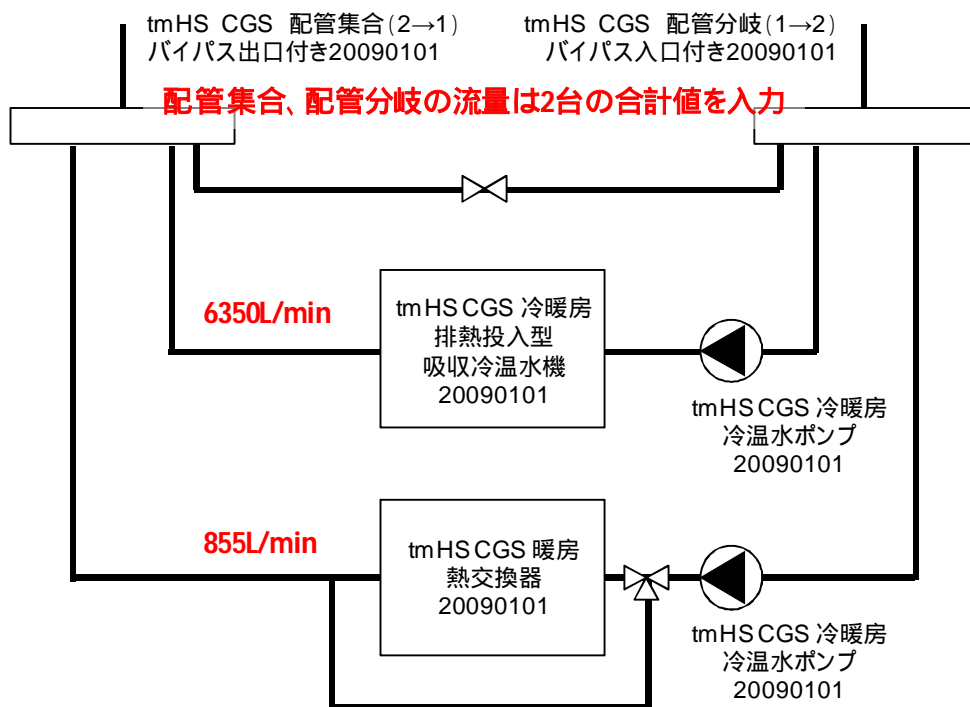 tmHS CGS 配管集合(2→1)
バイパス出口付き20090101
tmHS CGS 配管分岐(1→2)
バイパス入口付き20090101
配管集合、配管分岐の流量は2台の合計値を入力
6350L/min
tmHS CGS 冷暖房
排熱投入型
吸収冷温水機
20090101
tmHS CGS 冷暖房
冷温水ポンプ
20090101
855L/min
tmHS CGS 暖房
熱交換器
20090101
tmHS CGS 冷暖房
冷温水ポンプ
20090101